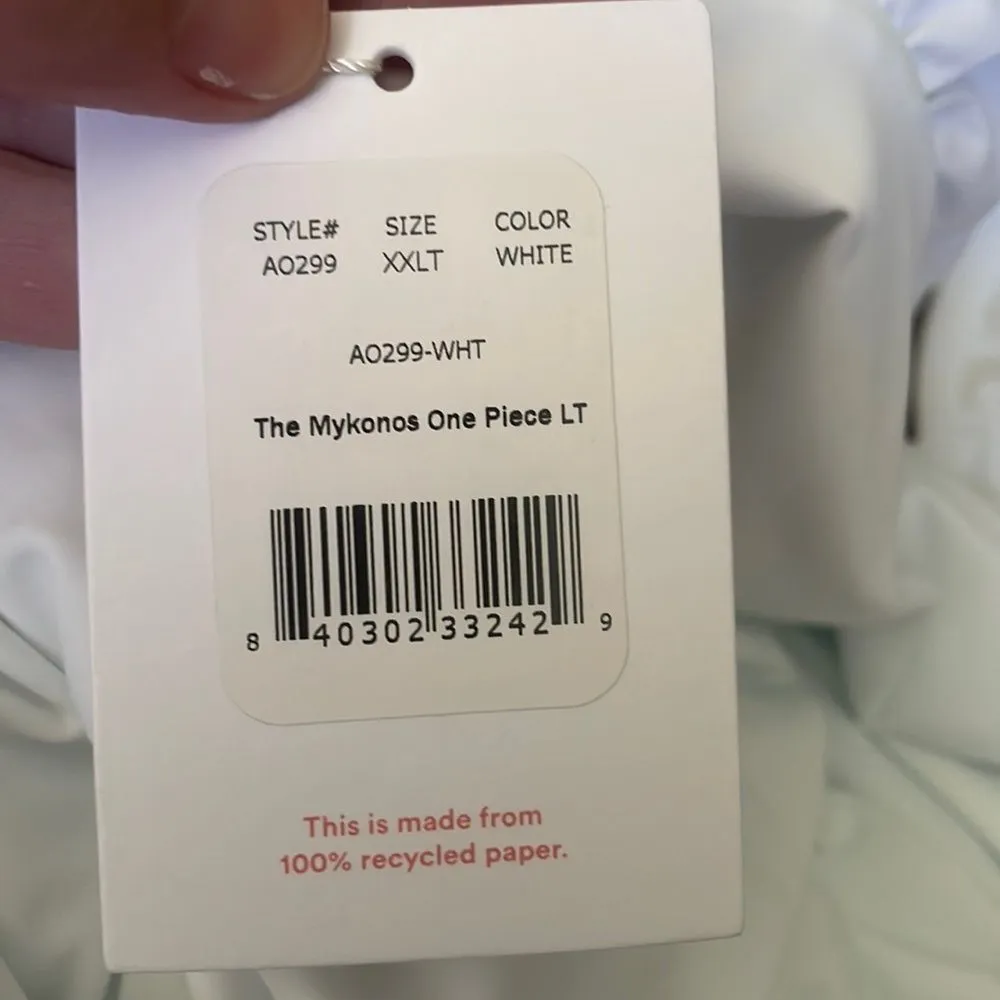 STYLE# SIZE COLOR
AO299 XXLT WHITE
AO299-WHT
The Mykonos One Piece LT
8 40302 33242 9
This is made from
100% recycled paper.